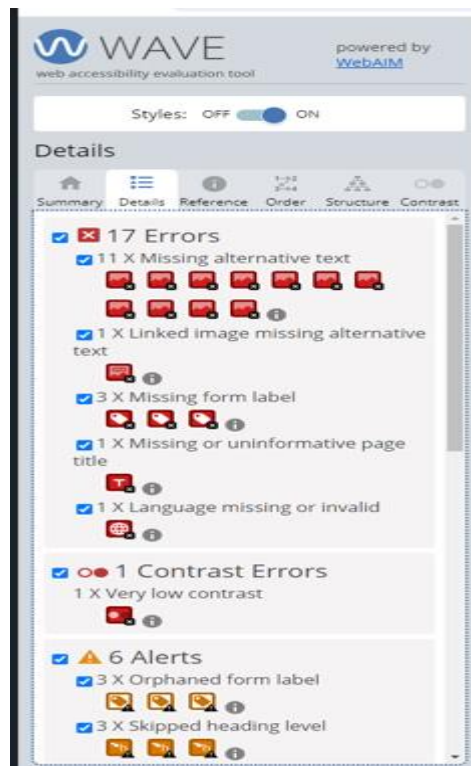 WAVE
web accessibility evaluation tool
powered by
WebAIM
Styles: OFF ON
Details
Summary Details Reference Order Structure Contrast
17 Errors
11 X Missing alternative text
1 X Linked image missing alternative
text
3 X Missing form label
1 X Missing or uninformative page
title
1 X Language missing or invalid
1 Contrast Errors
1 X Very low contrast
6 Alerts
3 X Orphaned form label
3 X Skipped heading level